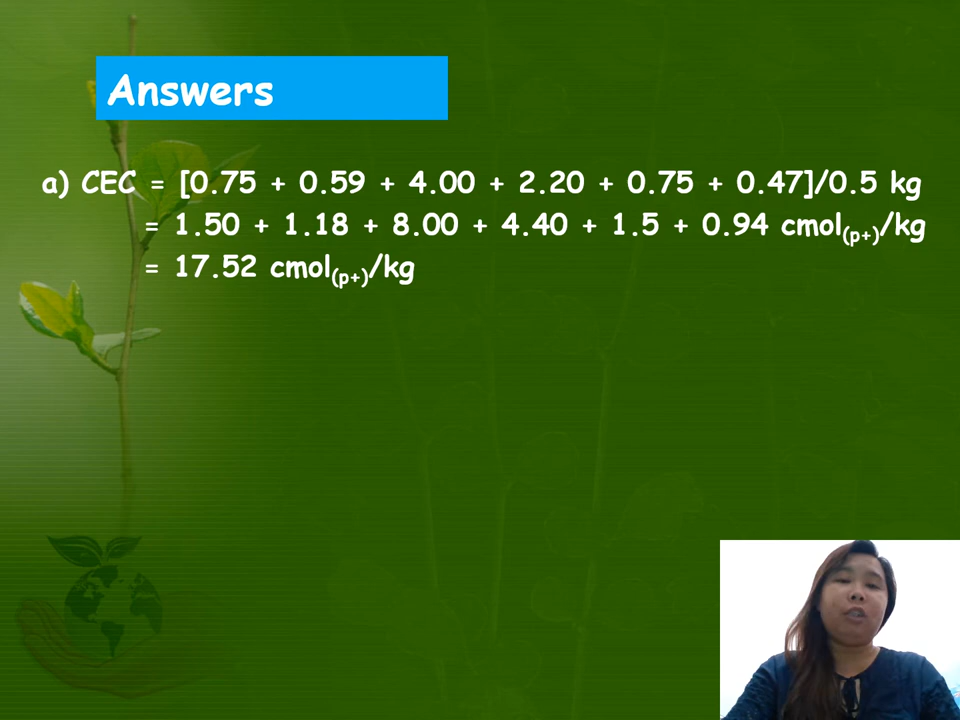 Answers
a) CEC = [0.75 + 0.59 + 4.00 + 2.20 + 0.75 + 0.47]/0.5 kg
= 1.50 + 1.18 + 8.00 + 4.40 + 1.5 + 0.94 cmol(p+)/kg
= 17.52 cmol(p+)/kg